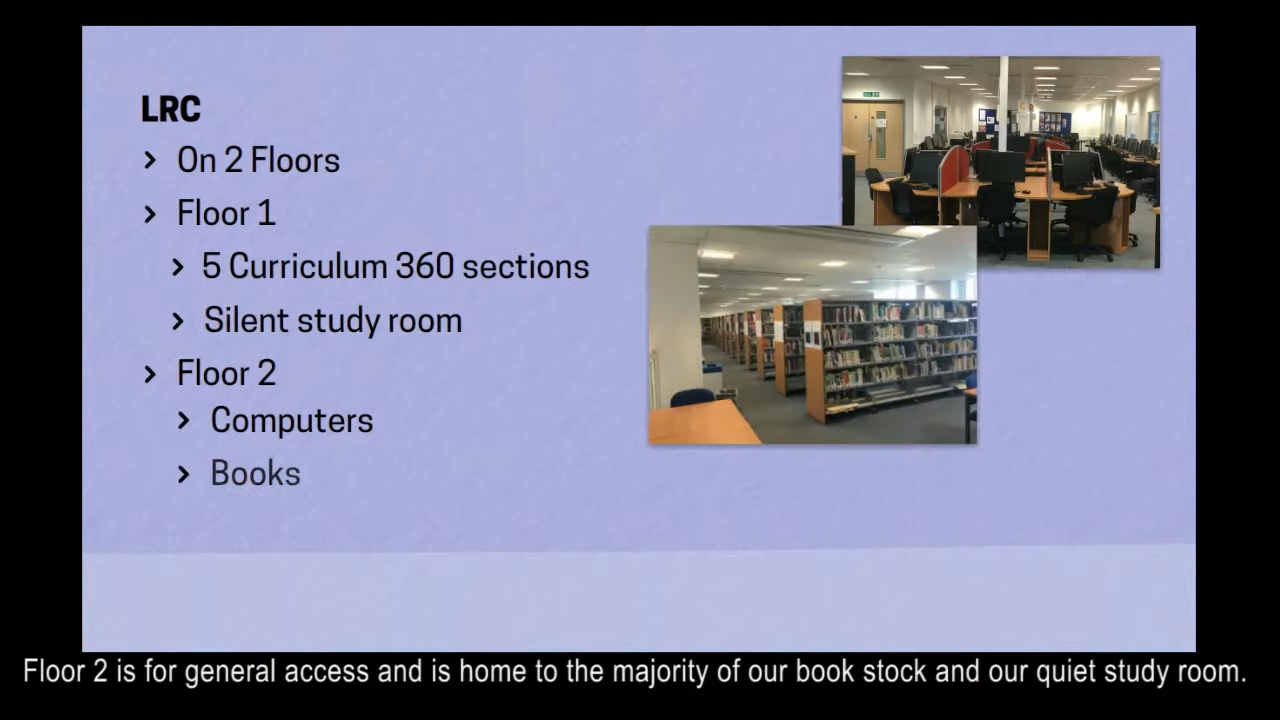 LRC
On 2 Floors
Floor 1
5 Curriculum 360 sections
Silent study room
Floor 2
Computers
Books
Floor 2 is for general access and is home to the majority of our book stock and our quiet study room.